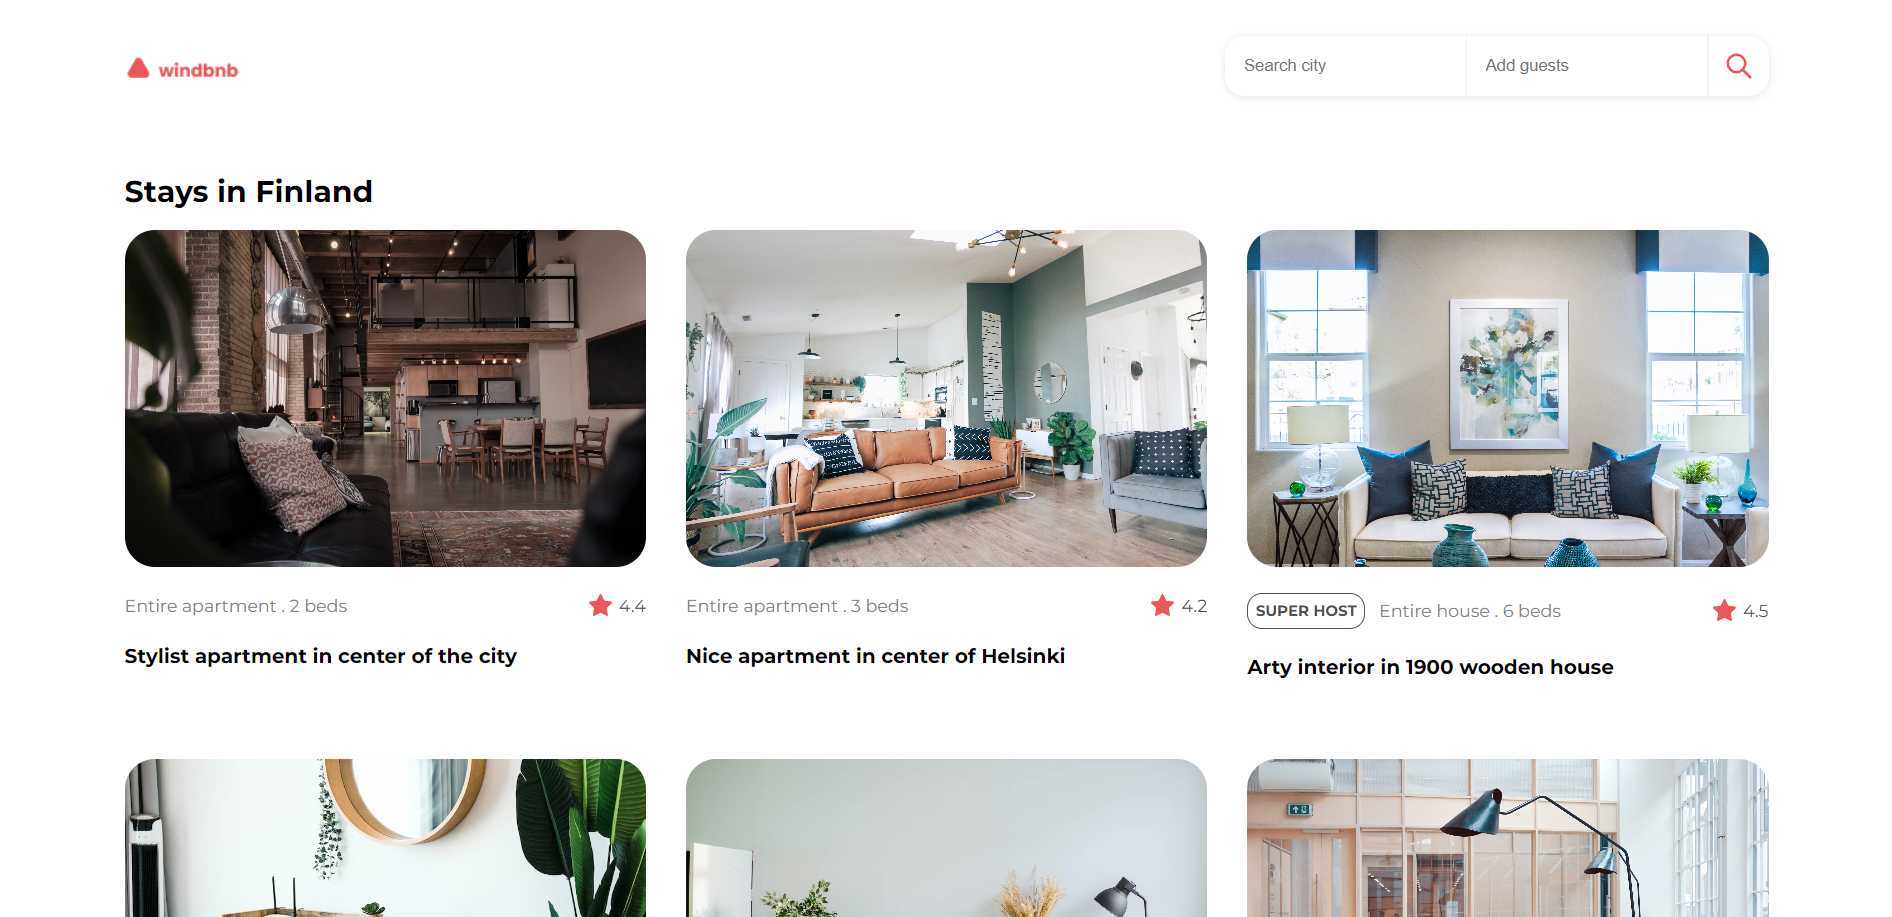 windbnb
Search city
Add guests
Stays in Finland
Entire apartment . 2 beds
4.4
Stylist apartment in center of the city
Entire apartment . 3 beds
4.2
Nice apartment in center of Helsinki
SUPER HOST
Entire house . 6 beds
4.5
Arty interior in 1900 wooden house